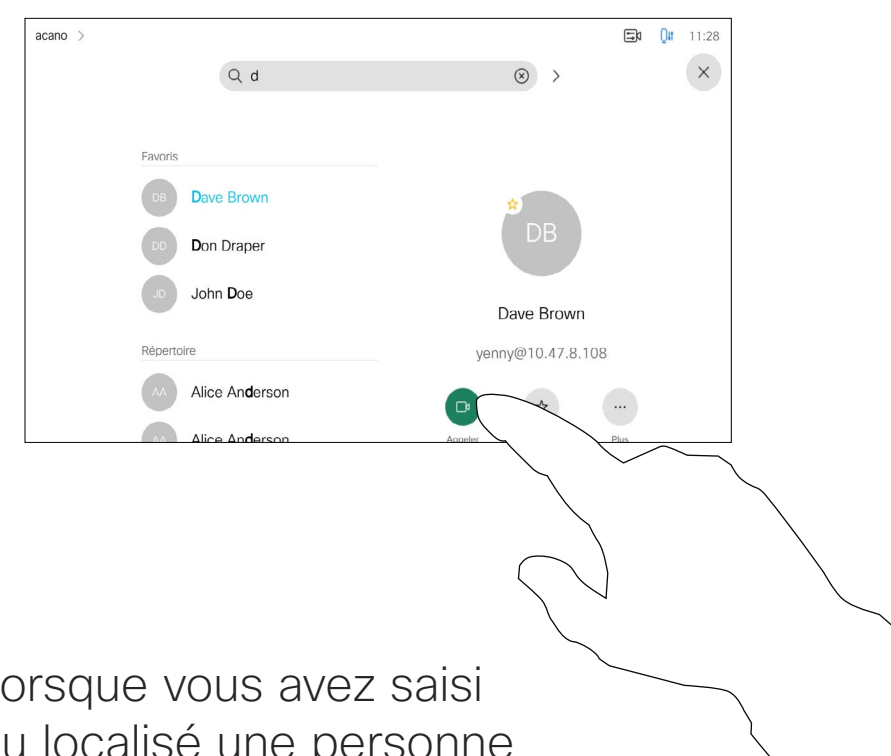 acano > 11:28
d >
Favoris
DB Dave Brown
DD Don Draper
JD John Doe
DB
Dave Brown
yenny@10.47.8.108
Répertoire
AA Alice Anderson
AA Alice Anderson
Appeler
Plus
orsque vous avez saisi
u localisé une personne